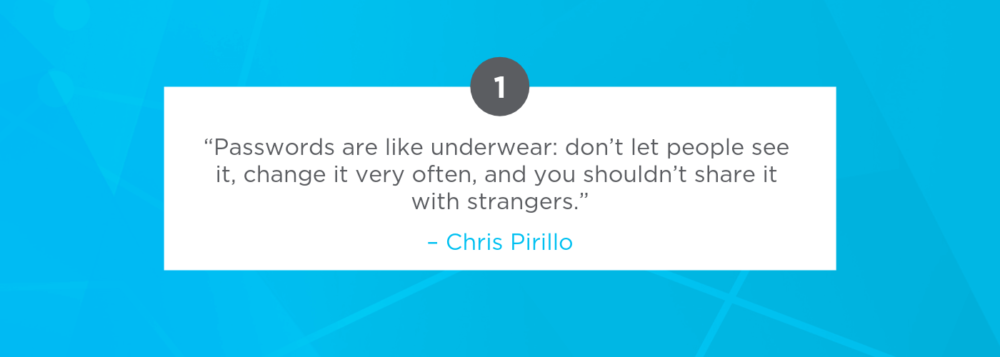 1
“Passwords are like underwear: don’t let people see
it, change it very often, and you shouldn’t share it
with strangers.”
– Chris Pirillo